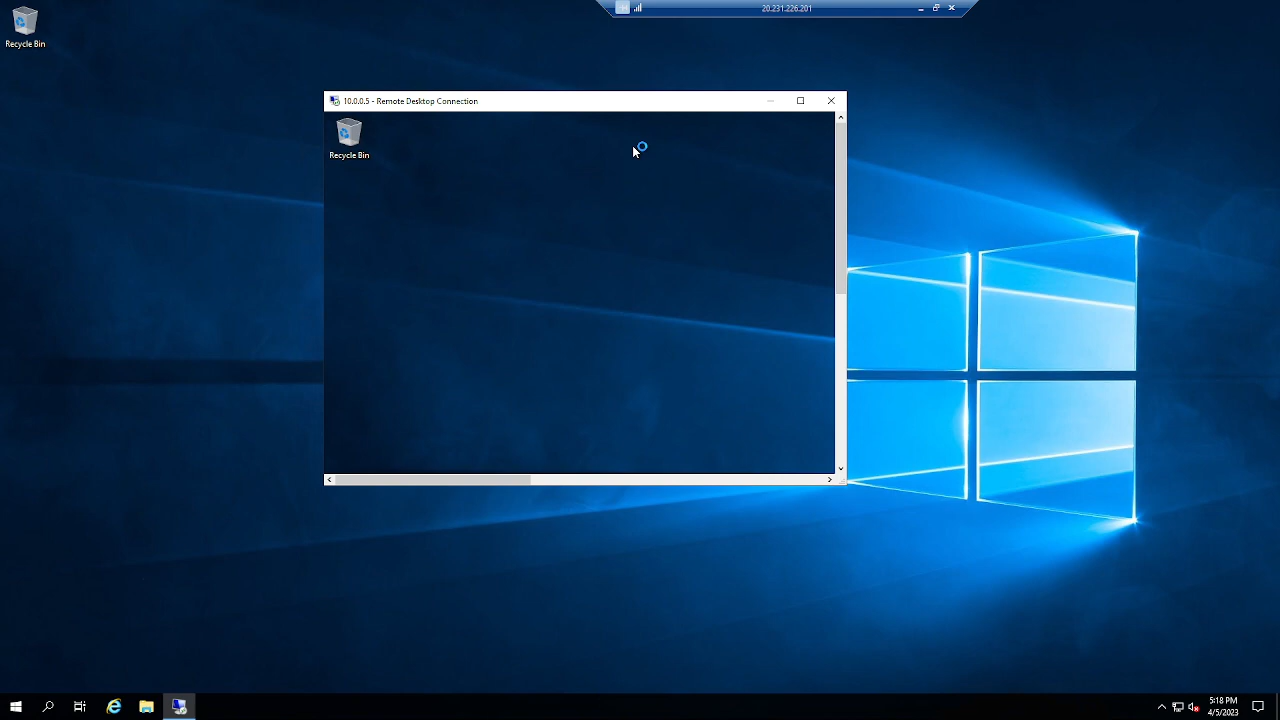 20.231.226.201
Recycle Bin
10.0.0.5 - Remote Desktop Connection
Recycle Bin
5:18 PM
4/5/2023